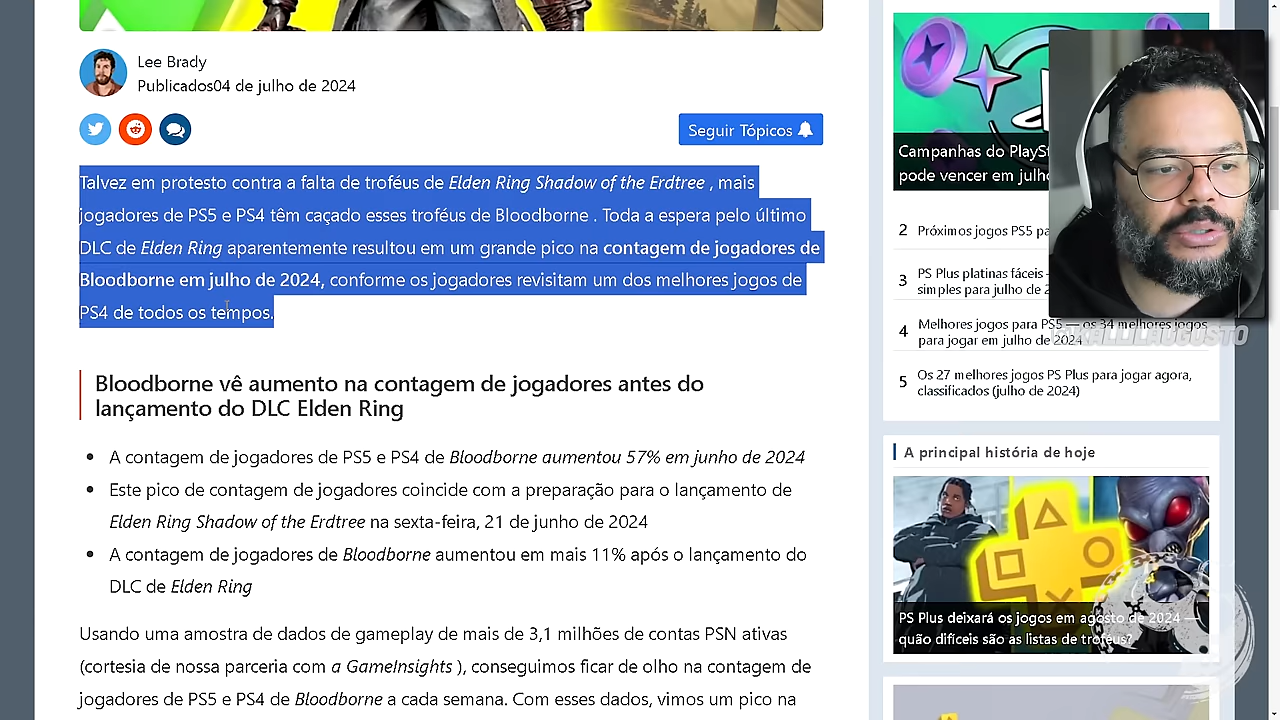 Lee Brady
Publicados04 de julho de 2024
Seguir Tópicos
Talvez em protesto contra a falta de troféus de Elden Ring Shadow of the Erdtree , mais
jogadores de PS5 e PS4 têm caçado esses troféus de Bloodborne . Toda a espera pelo último
DLC de Elden Ring aparentemente resultou em um grande pico na contagem de jogadores de
Bloodborne em julho de 2024, conforme os jogadores revisitam um dos melhores jogos de
PS4 de todos os tempos.
Bloodborne vê aumento na contagem de jogadores antes do
lançamento do DLC Elden Ring
A contagem de jogadores de PS5 e PS4 de Bloodborne aumentou 57% em junho de 2024
Este pico de contagem de jogadores coincide com a preparação para o lançamento de
Elden Ring Shadow of the Erdtree na sexta-feira, 21 de junho de 2024
A contagem de jogadores de Bloodborne aumentou em mais 11% após o lançamento do
DLC de Elden Ring
Usando uma amostra de dados de gameplay de mais de 3,1 milhões de contas PSN ativas
(cortesia de nossa parceria com a GameInsights ), conseguimos ficar de olho na contagem de
jogadores de PS5 e PS4 de Bloodborne a cada semana. Com esses dados, vimos um pico na
Campanhas do PlaySt
pode vencer em julh
2 Próximos jogos PS5 pa
3 PS Plus platinas fáceis
simples para julho de 2
4 Melhores jogos para PS5 — os 34 melhores jogos
para jogar em julho de 2024
5 Os 27 melhores jogos PS Plus para jogar agora,
classificados (julho de 2024)
A principal história de hoje
PS Plus deixará os jogos em agosto de 2024 —
quão difíceis são as listas de troféus?